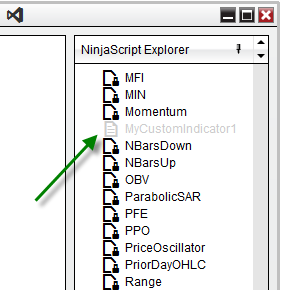 NinjaScript Explorer
MFI
MIN
Momentum
MyCustomIndicator1
NBarsDown
NBarsUp
OBV
ParabolicSAR
PFE
PPO
PriceOscillator
PriorDayOHLC
Range